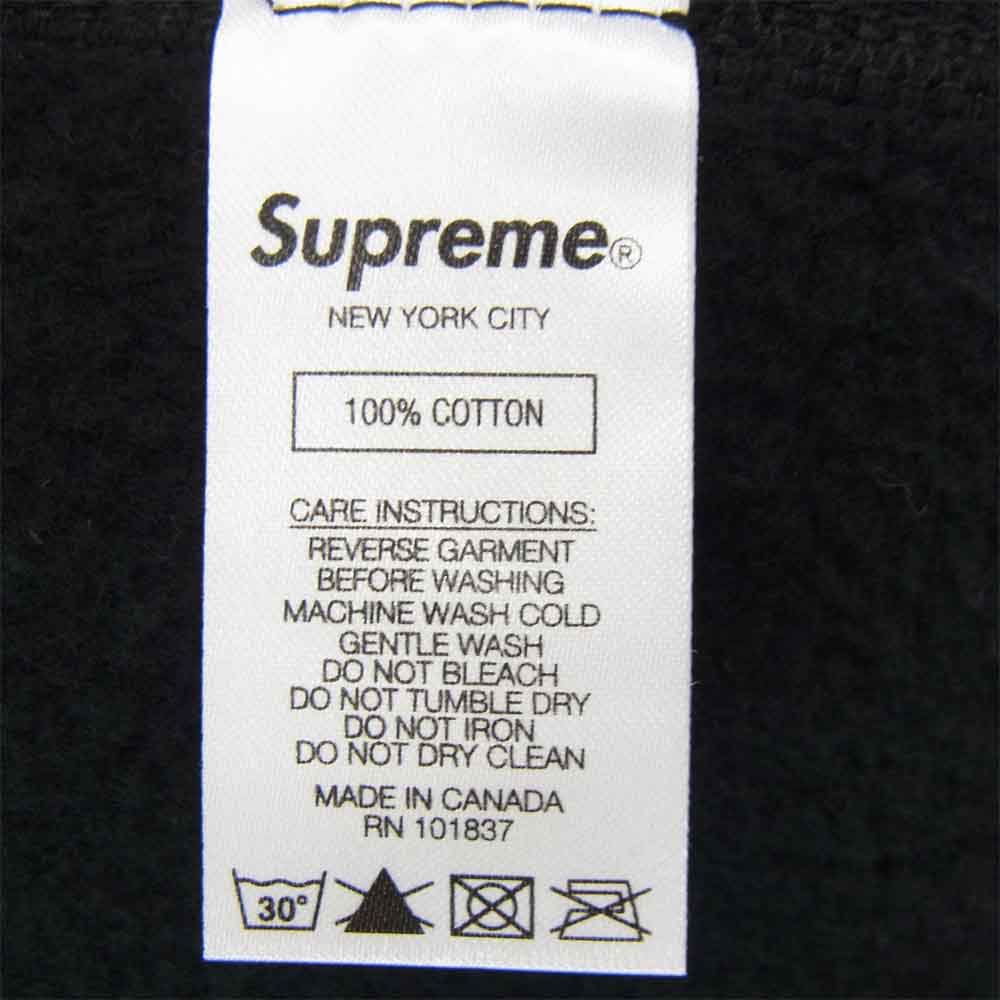 Supreme®
NEW YORK CITY
100% COTTON
CARE INSTRUCTIONS:
REVERSE GARMENT
BEFORE WASHING
MACHINE WASH COLD
GENTLE WASH
DO NOT BLEACH
DO NOT TUMBLE DRY
DO NOT IRON
DO NOT DRY CLEAN
MADE IN CANADA
RN 101837
30°